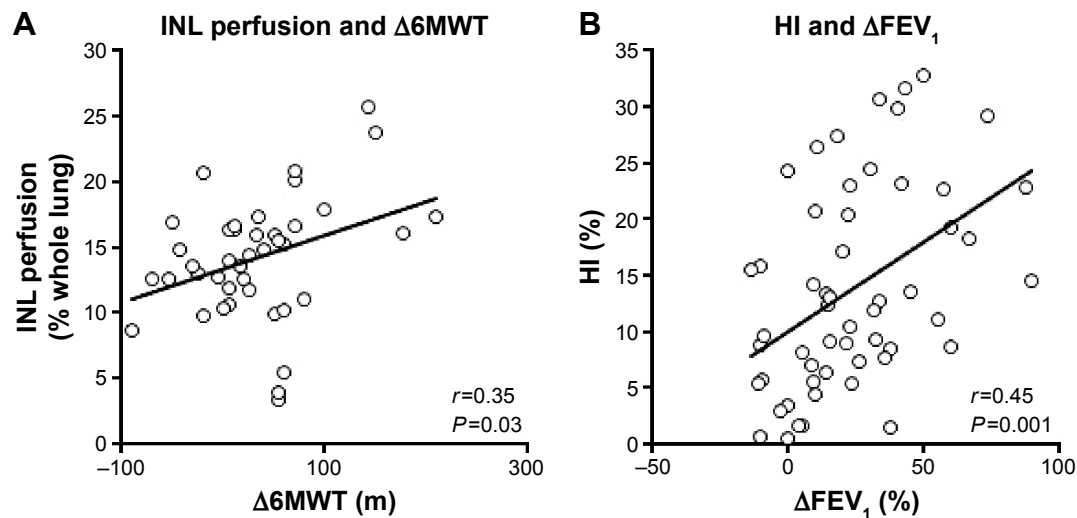 A
INL perfusion and Δ6MWT
INL perfusion
(% whole lung)
30
25
20
15
10
5
0
–100
100
300
Δ6MWT (m)
r=0.35
P=0.03
B
HI and ΔFEV₁
HI (%)
35
30
25
20
15
10
5
0
–50
0
50
100
ΔFEV₁ (%)
r=0.45
P=0.001